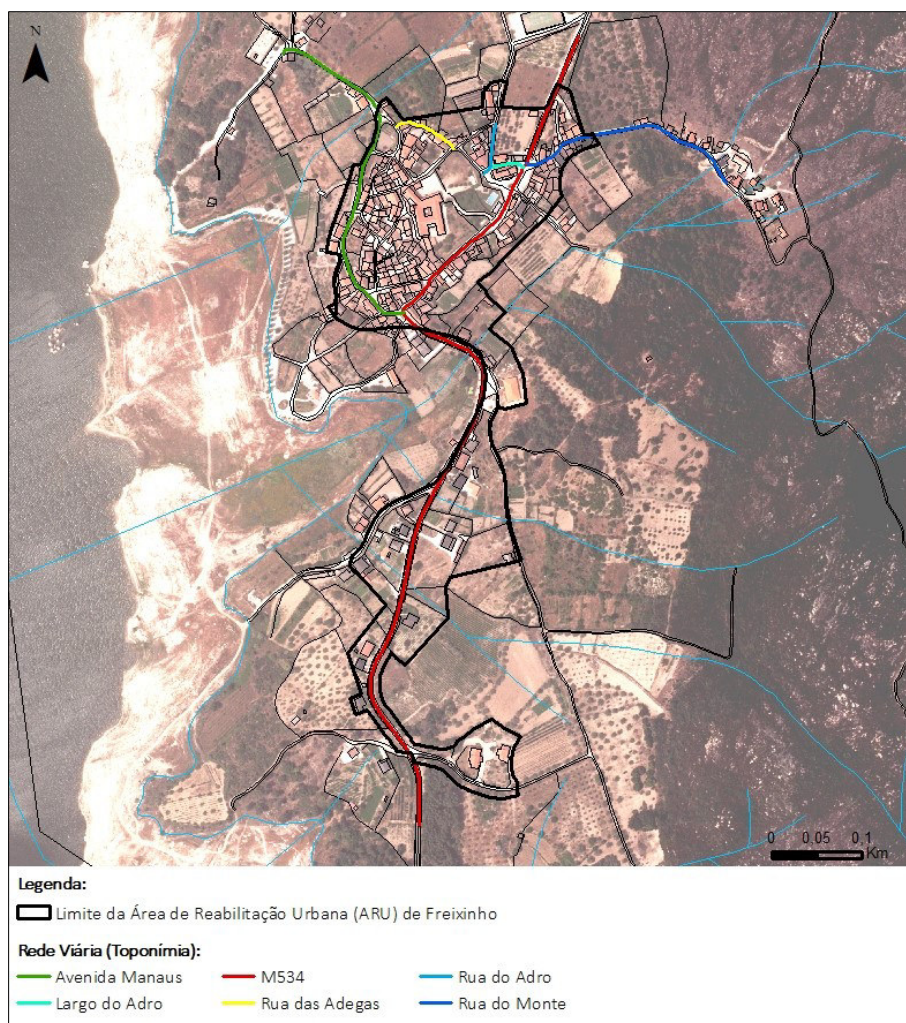 N
0 0,05 0,1
Km
Legenda:
Limite da Área de Reabilitação Urbana (ARU) de Freixinho
Rede Viária (Toponímia):
Avenida Manaus M534 Rua do Adro
Largo do Adro Rua das Adegas Rua do Monte